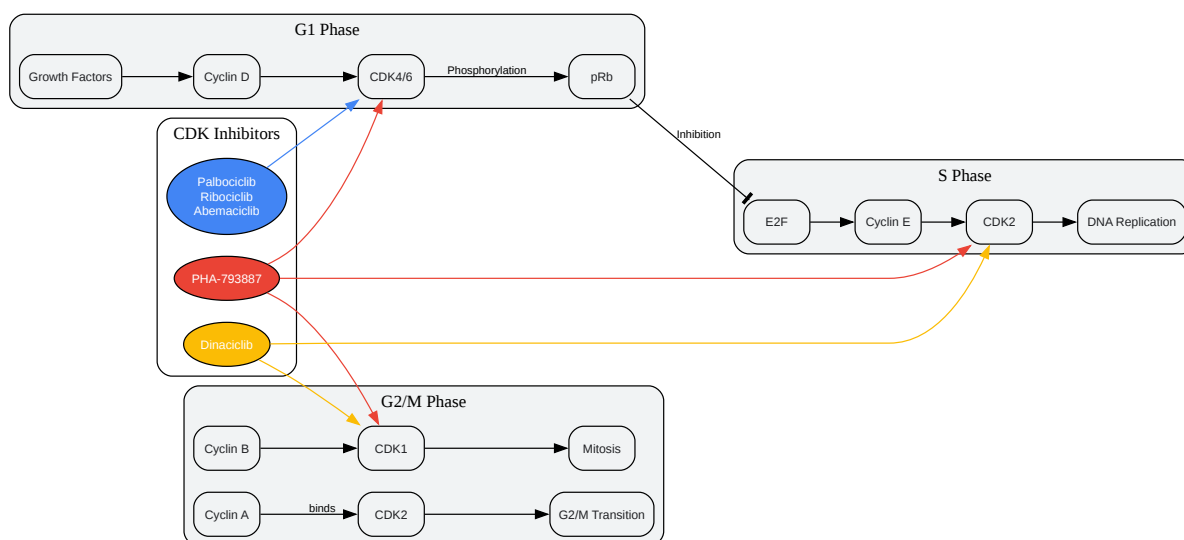 G1 Phase
Growth Factors
Cyclin D
CDK4/6
Phosphorylation
pRb
Inhibition
CDK Inhibitors
Palbociclib
Ribociclib
Abemaciclib
PHA-793887
Dinaciclib
S Phase
E2F
Cyclin E
CDK2
DNA Replication
G2/M Phase
Cyclin B
CDK1
Mitosis
Cyclin A
binds
CDK2
G2/M Transition